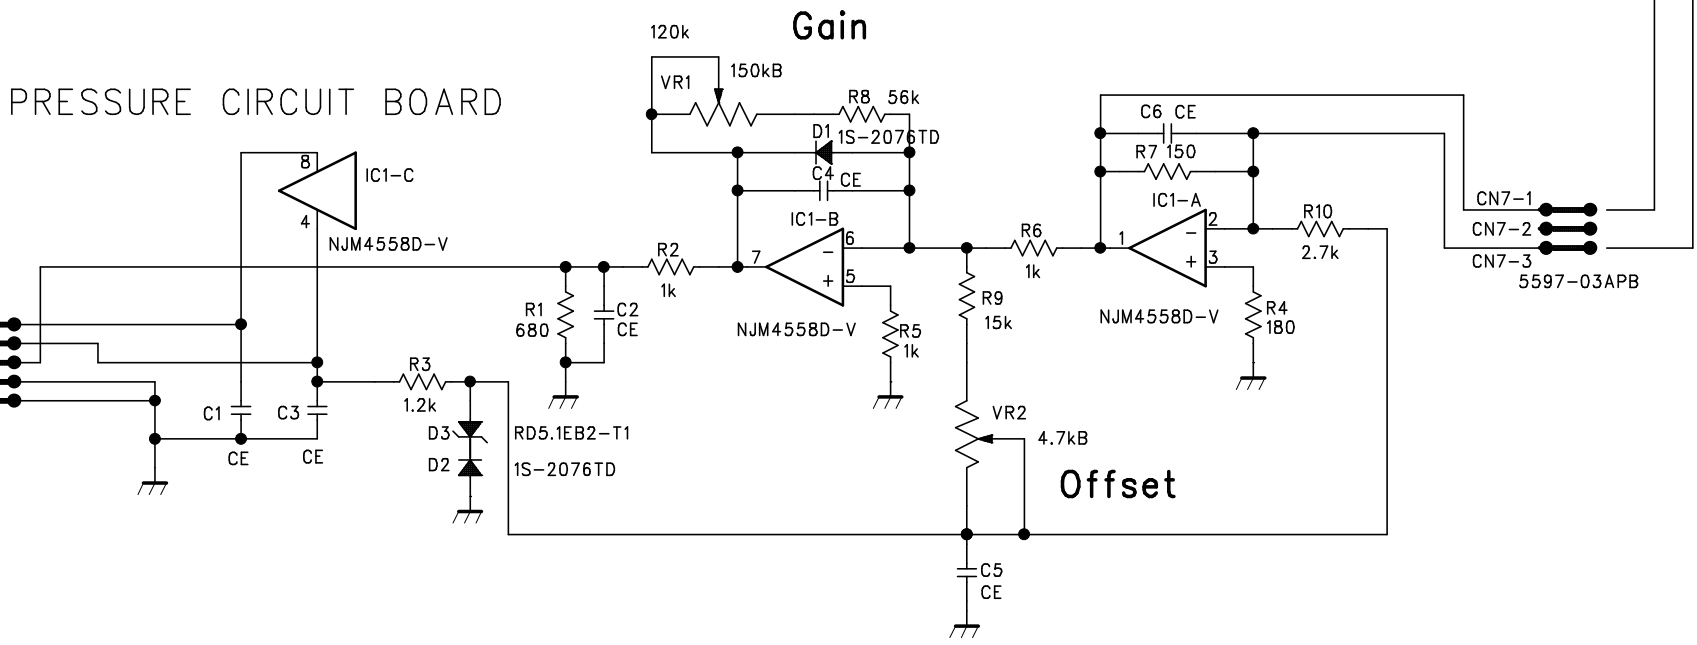 Gain
120k
150kB
VR1
PRESSURE CIRCUIT BOARD
R8 56k
D1 1S-2076TD
C4 CE
C6 CE
R7 150
8
IC1-C
4
NJM4558D-V
IC1-B
6
7
5
NJM4558D-V
R2
1k
R6
1k
IC1-A
2
1
3
NJM4558D-V
R10
2.7k
CN7-1
CN7-2
CN7-3
5597-03APB
R1
680
C2
CE
R5
1k
R9
15k
R4
180
R3
1.2k
C1
CE
C3
CE
D3 RD5.1EB2-T1
D2 1S-2076TD
VR2
4.7kB
Offset
C5
CE